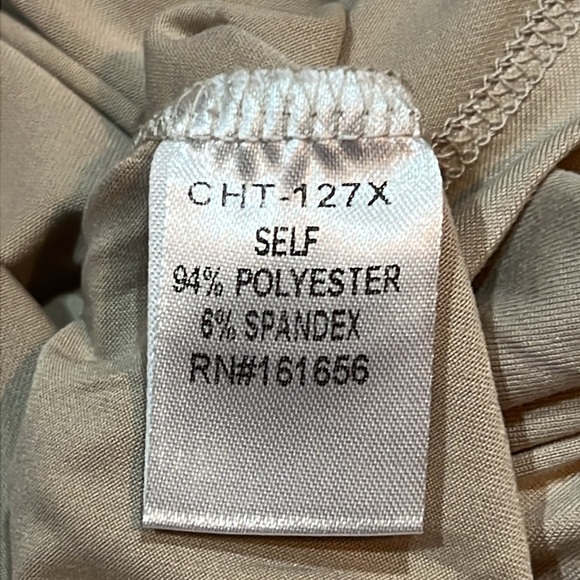 CHT-127X
SELF
94% POLYESTER
6% SPANDEX
RN#161656